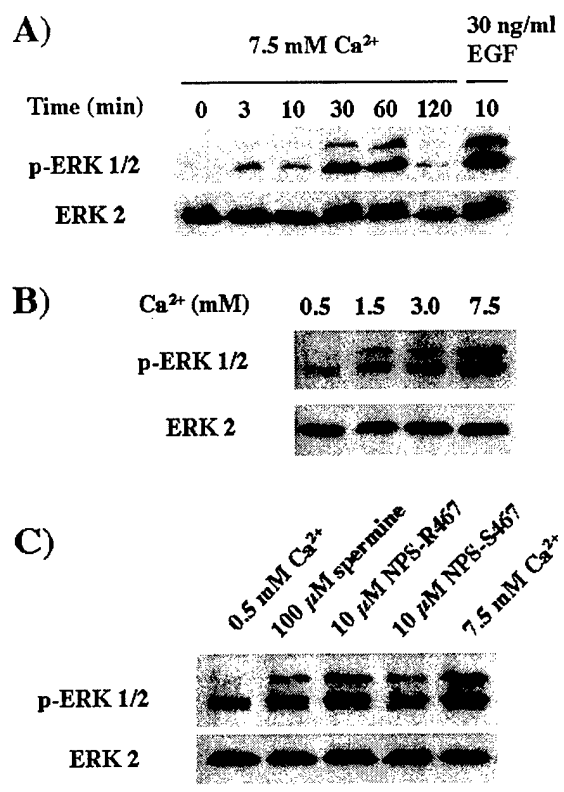 A)
7.5 mM Ca²⁺
30 ng/ml
EGF
Time (min) 0 3 10 30 60 120 10
p-ERK 1/2
ERK 2
B)
Ca²⁺ (mM) 0.5 1.5 3.0 7.5
p-ERK 1/2
ERK 2
C)
0.5 mM Ca²⁺
100 µM spermine
10 µM NPS-R467
10 µM NPS-S467
7.5 mM Ca²⁺
p-ERK 1/2
ERK 2